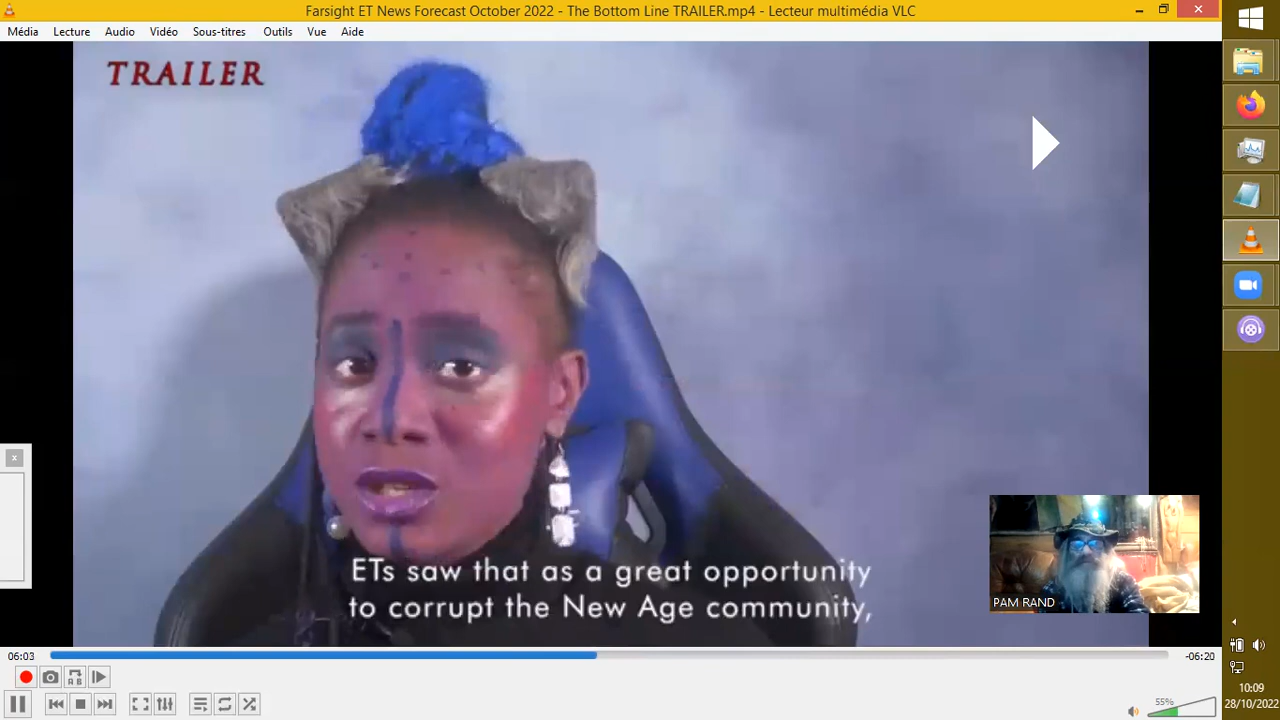 Farsight ET News Forecast October 2022 - The Bottom Line TRAILER.mp4 - Lecteur multimédia VLC
Média Lecture Audio Vidéo Sous-titres Outils Vue Aide
TRAILER
ETs saw that as a great opportunity
to corrupt the New Age community,
PAM RAND
06:03
-06:20
55%
10:09
28/10/2022